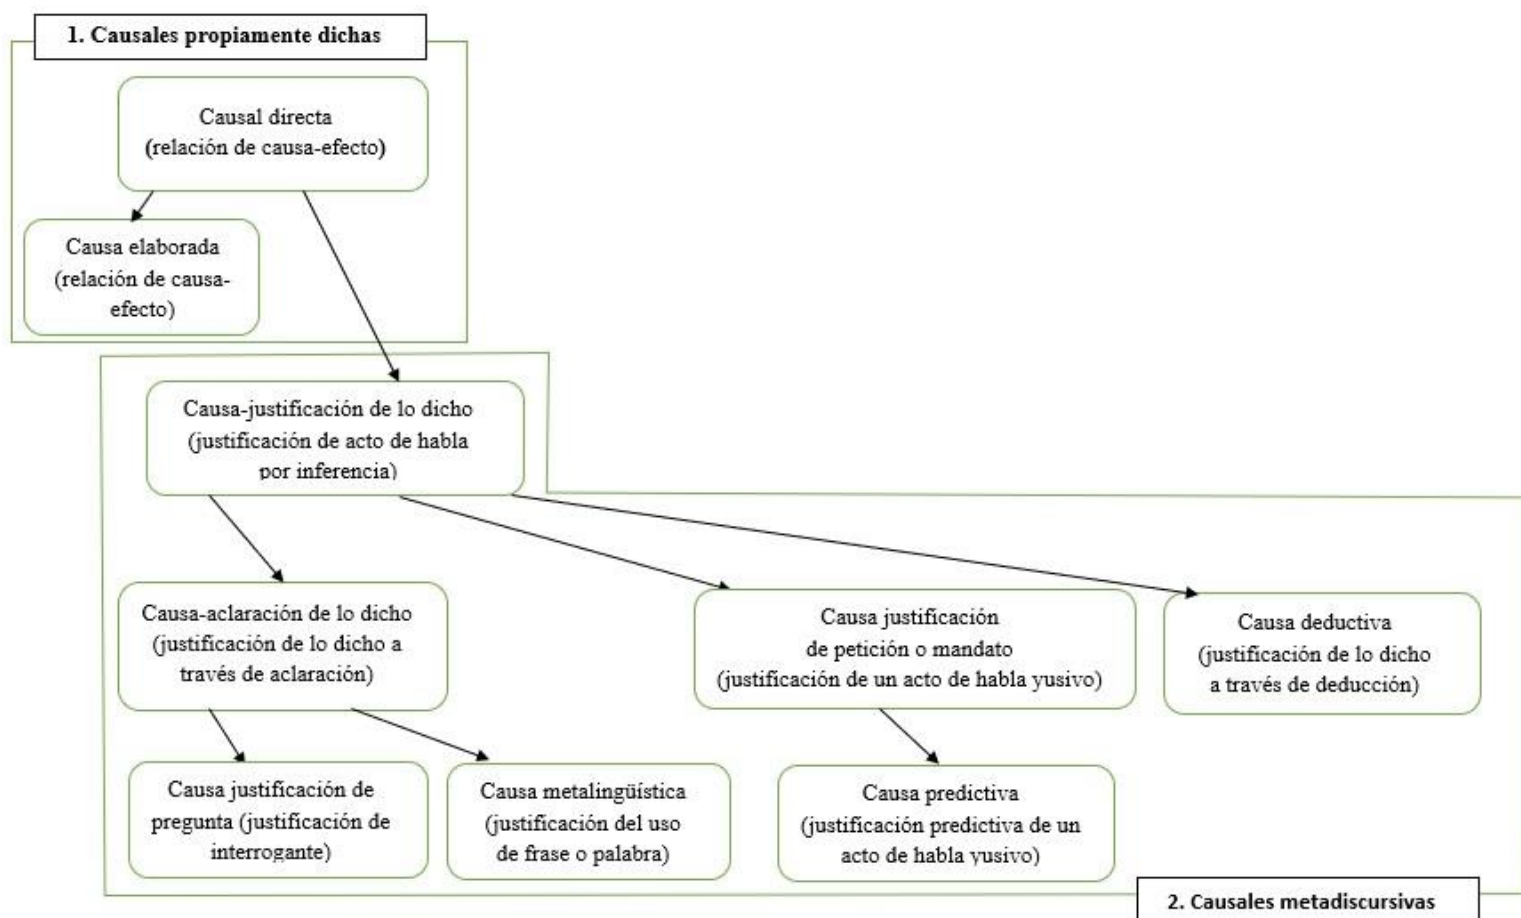 1. Causales propiamente dichas
Causal directa
(relación de causa-efecto)
Causa elaborada
(relación de causa-
efecto)
Causa-justificación de lo dicho
(justificación de acto de habla
por inferencia)
Causa-aclaración de lo dicho
(justificación de lo dicho a
través de aclaración)
Causa justificación
de petición o mandato
(justificación de un acto de habla yusivo)
Causa deductiva
(justificación de lo dicho
a través de deducción)
Causa justificación de
pregunta (justificación de
interrogante)
Causa metalingüística
(justificación del uso
de frase o palabra)
Causa predictiva
(justificación predictiva de un
acto de habla yusivo)
2. Causales metadiscursivas